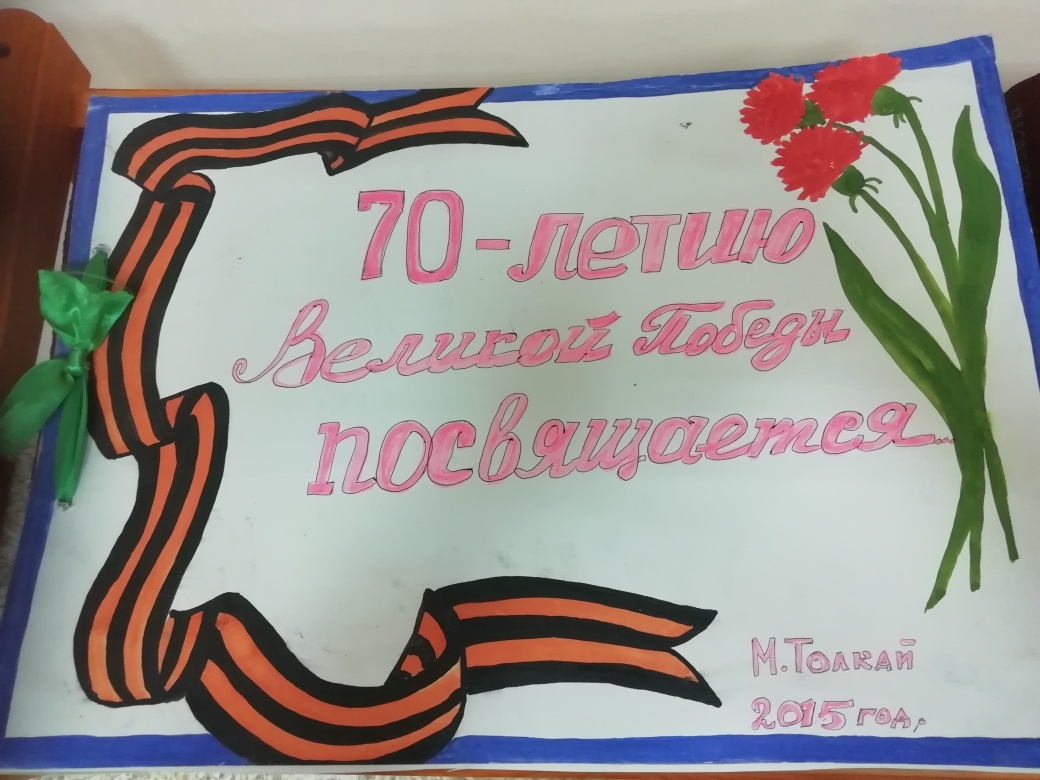 70-летию
Великой Победы
посвящается...
М. Толкай
2015 год.